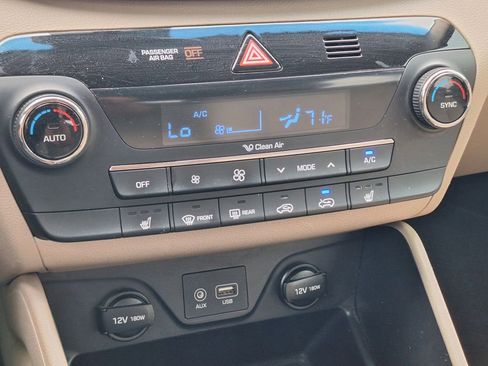 PASSENGER
AIR BAG OFF
A/C
Lo 71°F
Clean Air
AUTO
SYNC
OFF MODE A/C
FRONT REAR
12V 180W
AUX USB
12V 180W